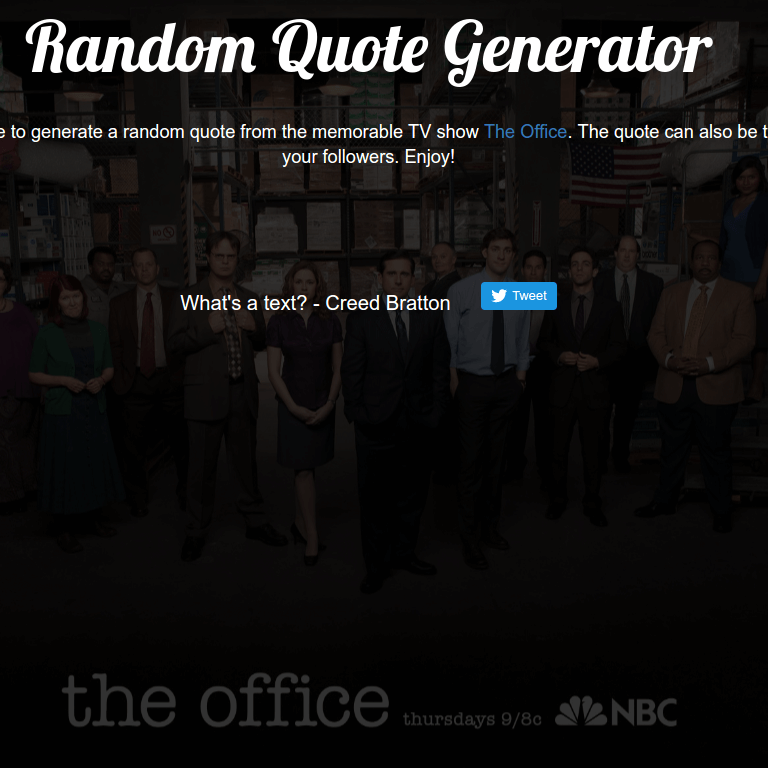 Random Quote Generator
e to generate a random quote from the memorable TV show The Office. The quote can also be t
your followers. Enjoy!
What's a text? - Creed Bratton
Tweet
the office thursdays 9/8c NBC